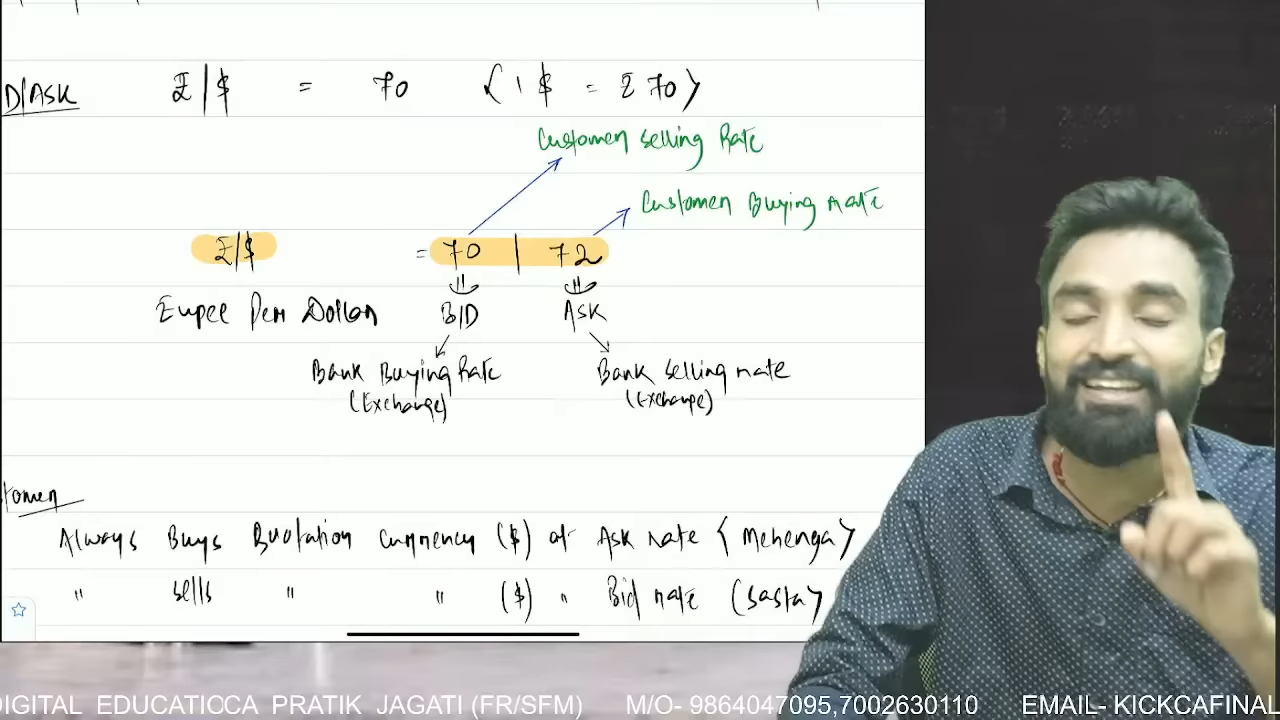 D/ASK ₹|$ = 70 {1 $ = ₹ 70}
Customer Selling Rate
Customer Buying rate
₹|$ = 70 | 72
Rupee Per Dollar BID ASK
Bank Buying Rate Bank Selling rate
(Exchange) (Exchange)
tomer
Always Buys Quotation Currency ($) at Ask rate {Mehenga}
" sells " " ($) " Bid rate (Sasta}
DIGITAL EDUCATIOCCA PRATIK JAGATI (FR/SFM) M/O- 9864047095,7002630110 EMAIL- KICKCAFINAL